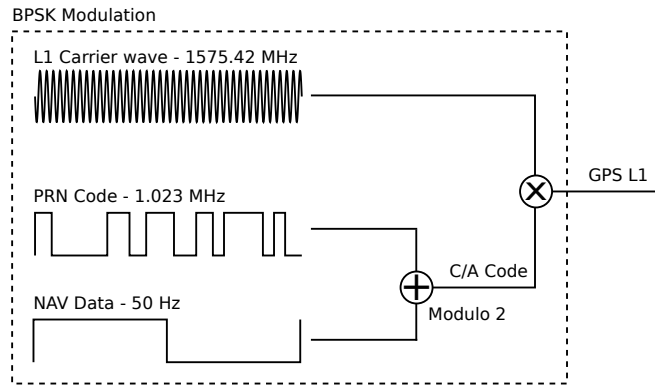 BPSK Modulation
L1 Carrier wave - 1575.42 MHz
GPS L1
PRN Code - 1.023 MHz
C/A Code
NAV Data - 50 Hz
Modulo 2